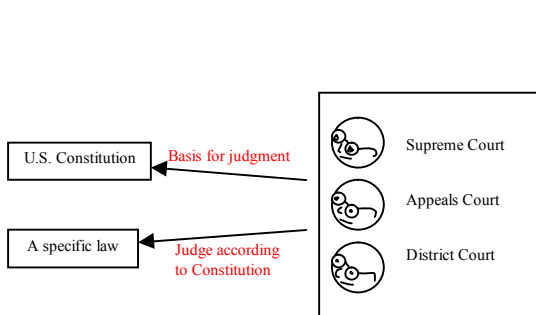 Supreme Court
U.S. Constitution
Basis for judgment
Appeals Court
A specific law
Judge according
to Constitution
District Court